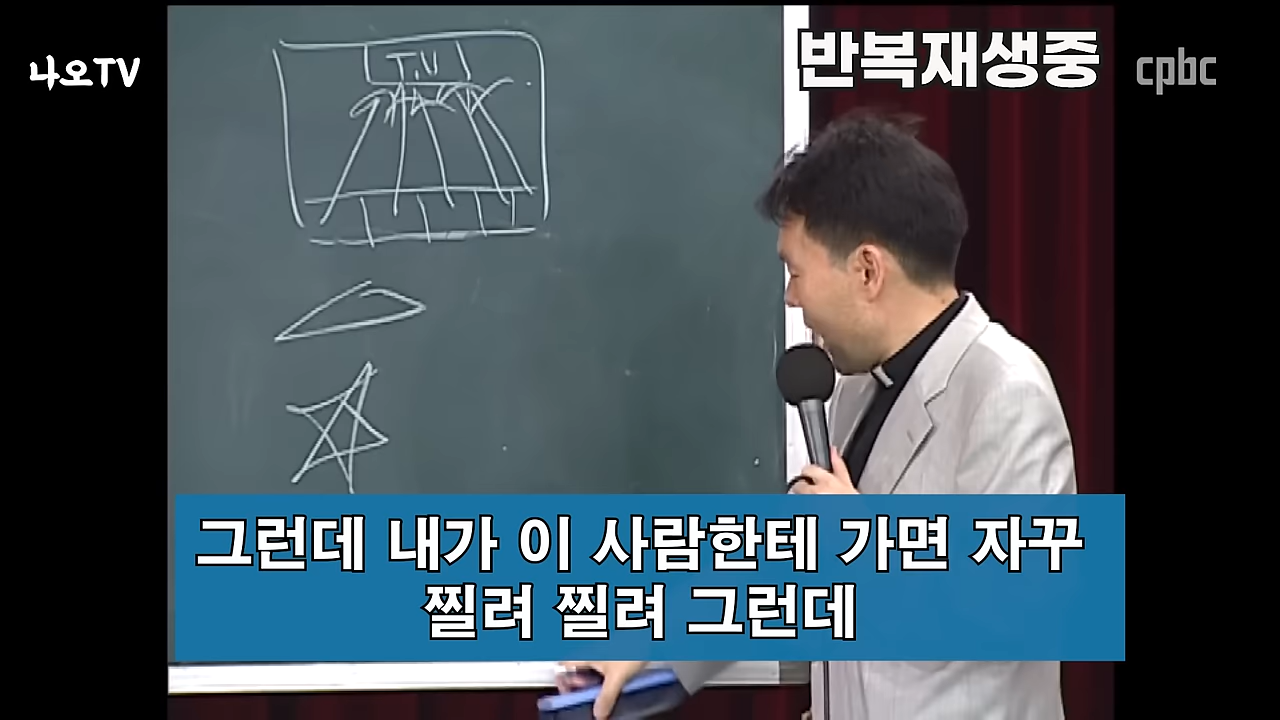 나오TV
반복재생중
cpbc
T.V
그런데 내가 이 사람한테 가면 자꾸
찔려 찔려 그런데